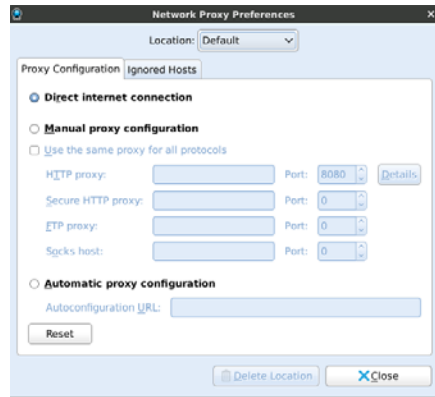 Network Proxy Preferences
Location: Default
Proxy Configuration Ignored Hosts
Direct internet connection
Manual proxy configuration
Use the same proxy for all protocols
HTTP proxy: Port: 8080 Details
Secure HTTP proxy: Port: 0
FTP proxy: Port: 0
Socks host: Port: 0
Automatic proxy configuration
Autoconfiguration URL:
Reset
Delete Location Close